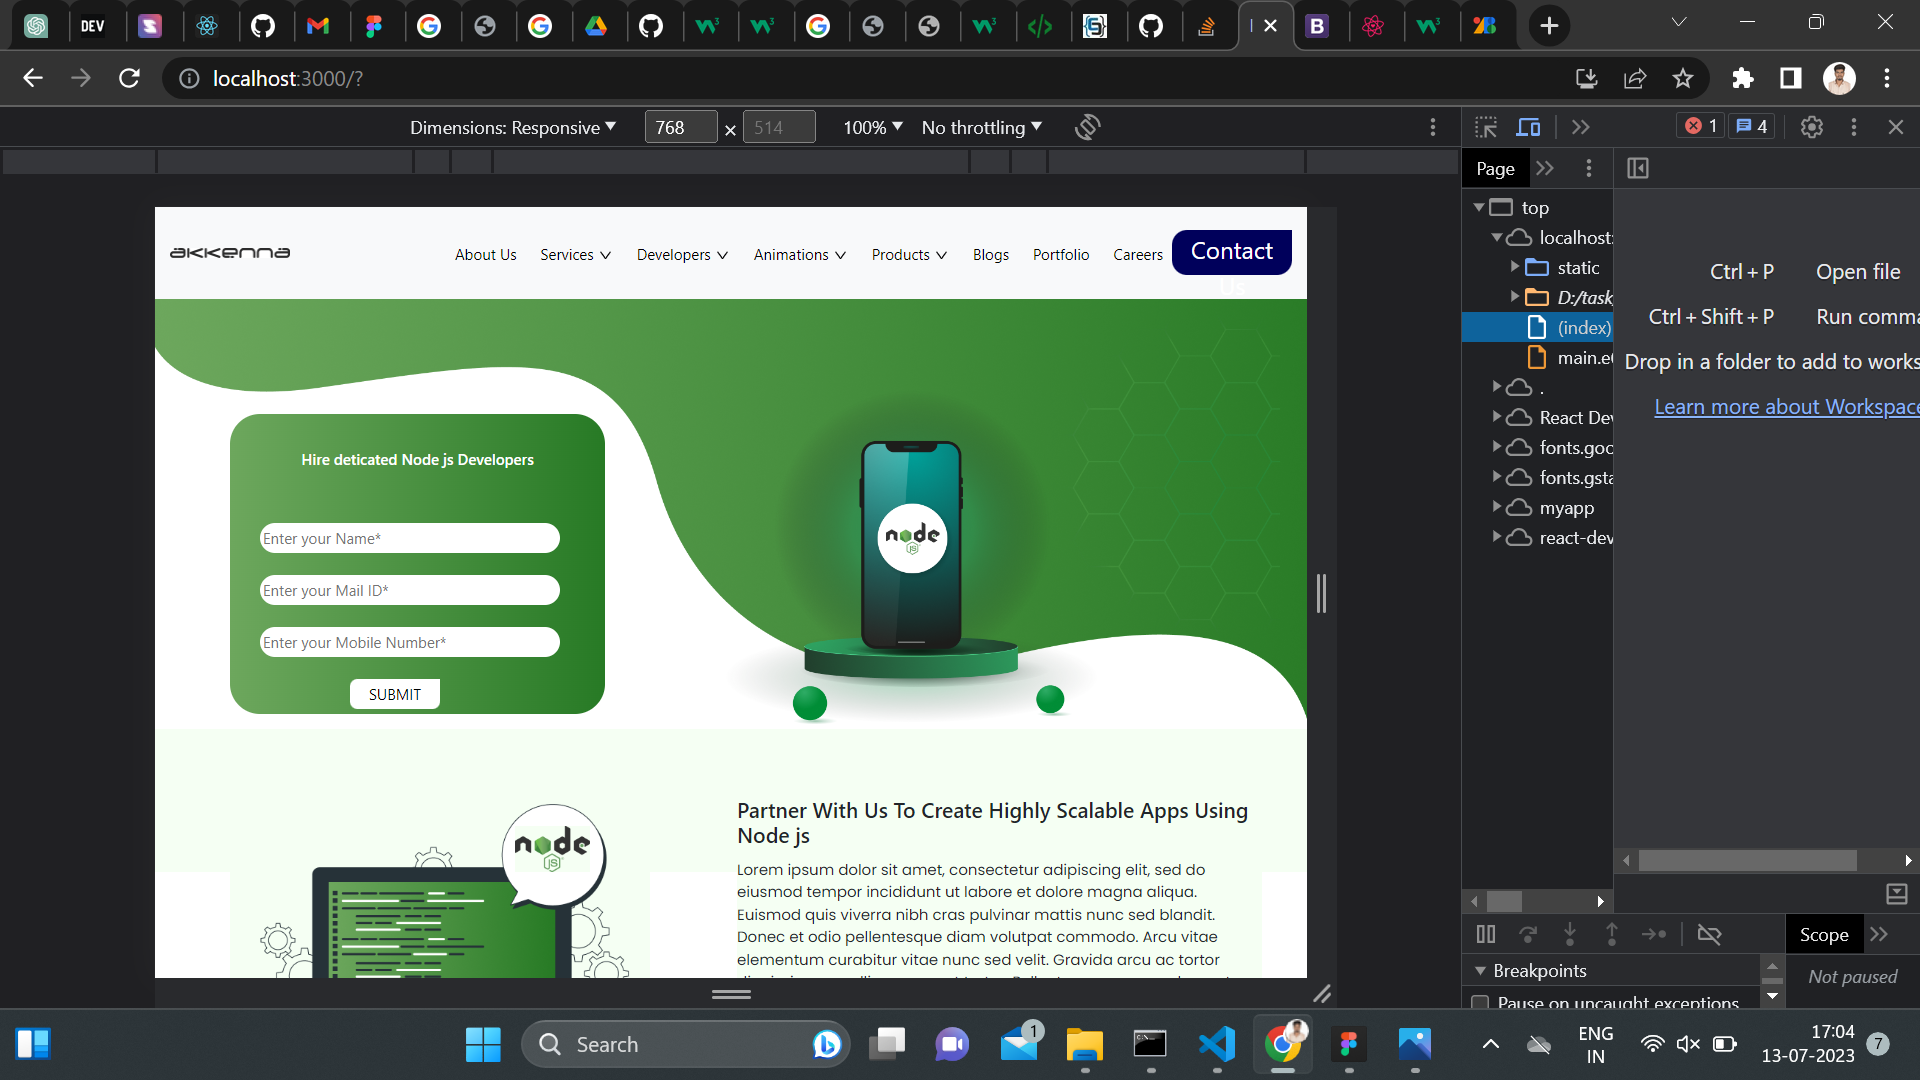 DEV
localhost:3000/?
Dimensions: Responsive
768
×
514
100%
No throttling
1
4
Page
top
localhost:
static
D:/task
(index)
main.e
.
React Dev
fonts.goo
fonts.gsta
myapp
react-dev
Ctrl + P
Open file
Ctrl + Shift + P
Run comma
Drop in a folder to add to works
Learn more about Workspace
akkenna
About Us
Services
Developers
Animations
Products
Blogs
Portfolio
Careers
Contact
Us
Hire deticated Node js Developers
Enter your Name*
Enter your Mail ID*
Enter your Mobile Number*
SUBMIT
node
JS
node
JS
Partner With Us To Create Highly Scalable Apps Using
Node js
Lorem ipsum dolor sit amet, consectetur adipiscing elit, sed do
eiusmod tempor incididunt ut labore et dolore magna aliqua.
Euismod quis viverra nibh cras pulvinar mattis nunc sed blandit.
Donec et odio pellentesque diam volutpat commodo. Arcu vitae
elementum curabitur vitae nunc sed velit. Gravida arcu ac tortor
Scope
Breakpoints
Not paused
Pause on uncaught exceptions
Search
1
ENG
IN
17:04
13-07-2023
7